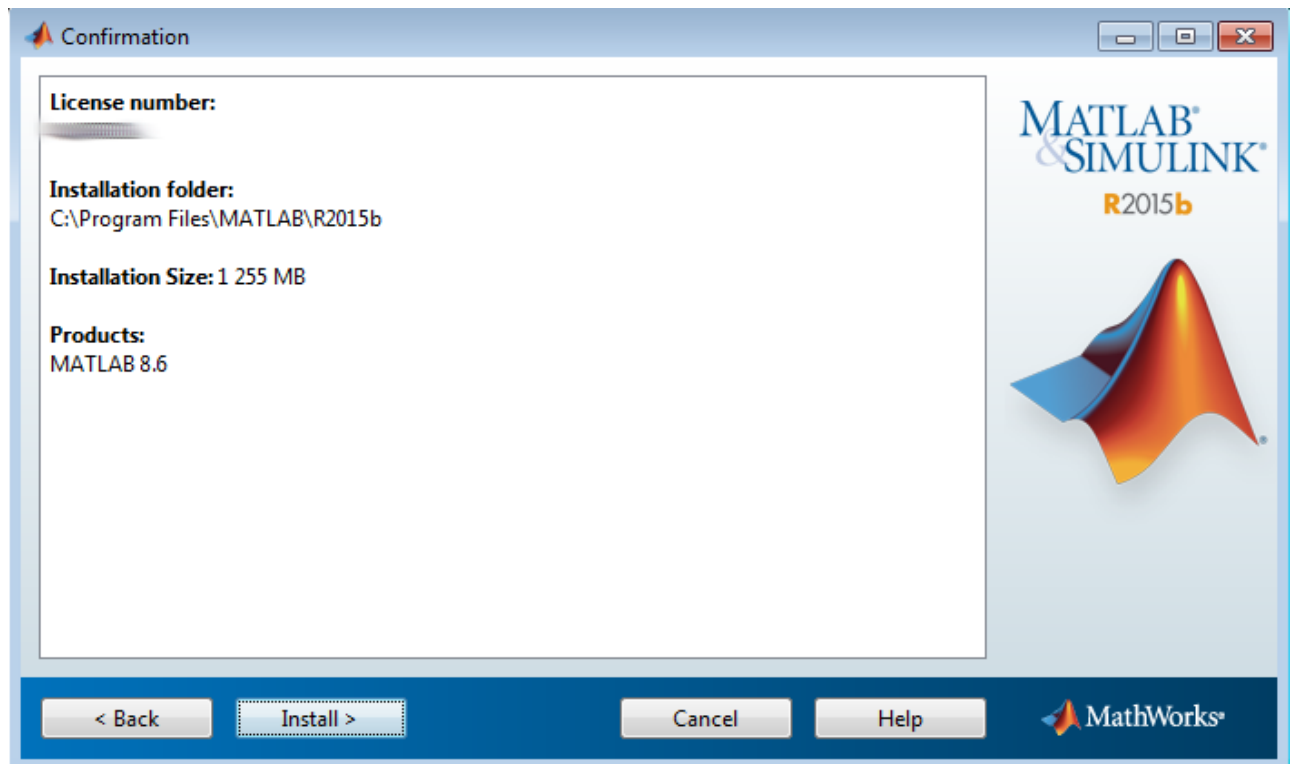 Confirmation
License number:
Installation folder:
C:\Program Files\MATLAB\R2015b
Installation Size: 1 255 MB
Products:
MATLAB 8.6
MATLAB®
&SIMULINK®
R2015b
®
< Back
Install >
Cancel
Help
MathWorks®